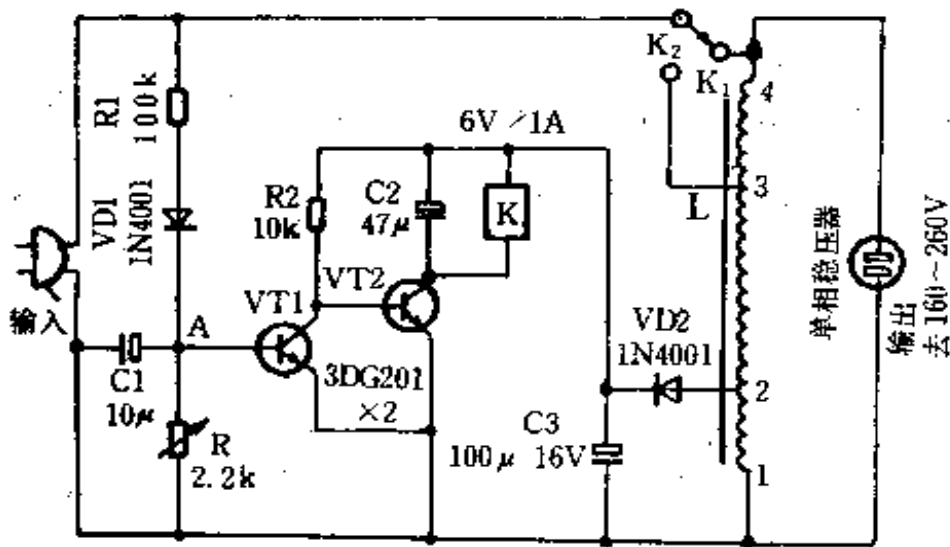 R1
100k
VD1
1N4001
输入
C1
10μ
A
R
2.2k
R2
10k
C2
47μ
6V/1A
K
VT1
VT2
3DG201
×2
C3
100μ 16V
VD2
1N4001
K2
K1
L
4
3
2
1
单相稳压器
输出
去160~260V